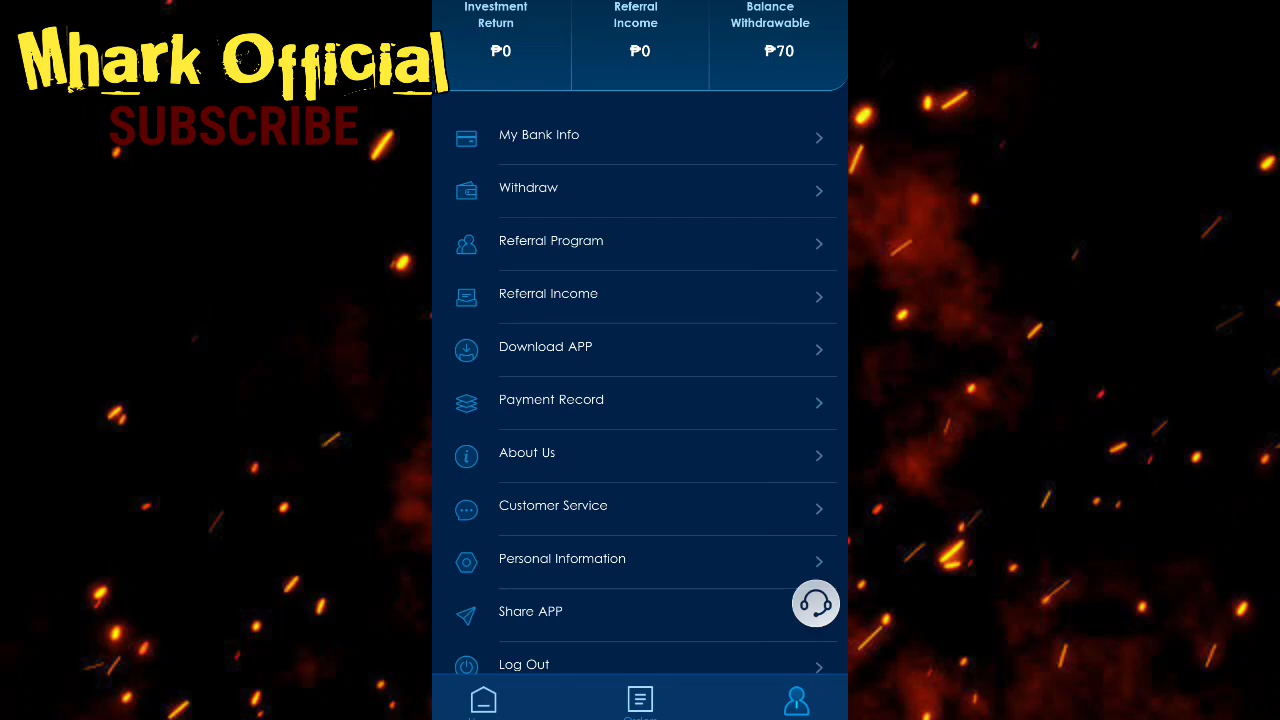 Mhark Official
SUBSCRIBE
Investment
Return
₱0
Referral
Income
₱0
Balance
Withdrawable
₱70
My Bank Info
Withdraw
Referral Program
Referral Income
Download APP
Payment Record
About Us
Customer Service
Personal Information
Share APP
Log Out